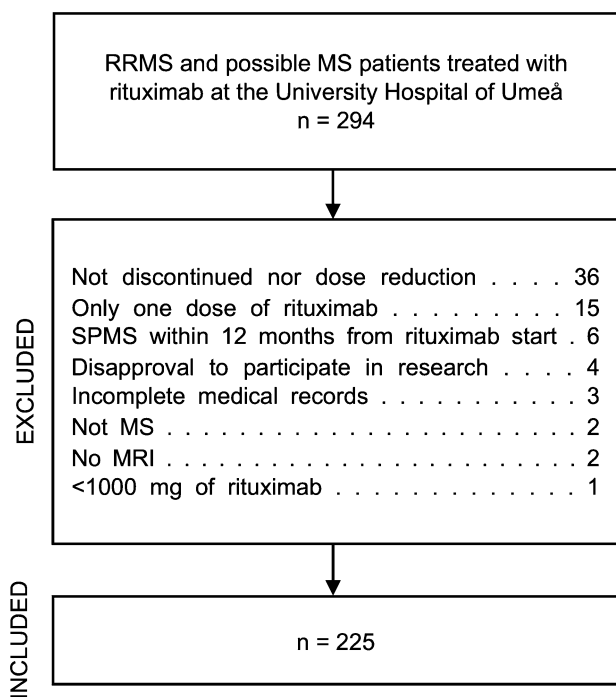 RRMS and possible MS patients treated with
rituximab at the University Hospital of Umeå
n = 294
EXCLUDED
Not discontinued nor dose reduction . . . . 36
Only one dose of rituximab . . . . . . . . . 15
SPMS within 12 months from rituximab start . 6
Disapproval to participate in research . . . . 4
Incomplete medical records . . . . . . . . . . . 3
Not MS . . . . . . . . . . . . . . . . . . . . . . . . 2
No MRI . . . . . . . . . . . . . . . . . . . . . . . . 2
<1000 mg of rituximab . . . . . . . . . . . . . 1
INCLUDED
n = 225